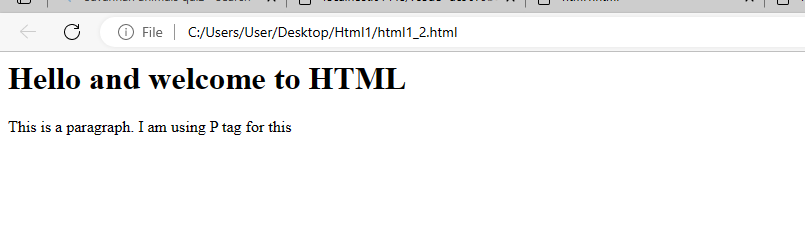 File
C:/Users/User/Desktop/Html1/html1_2.html
Hello and welcome to HTML
This is a paragraph. I am using P tag for this